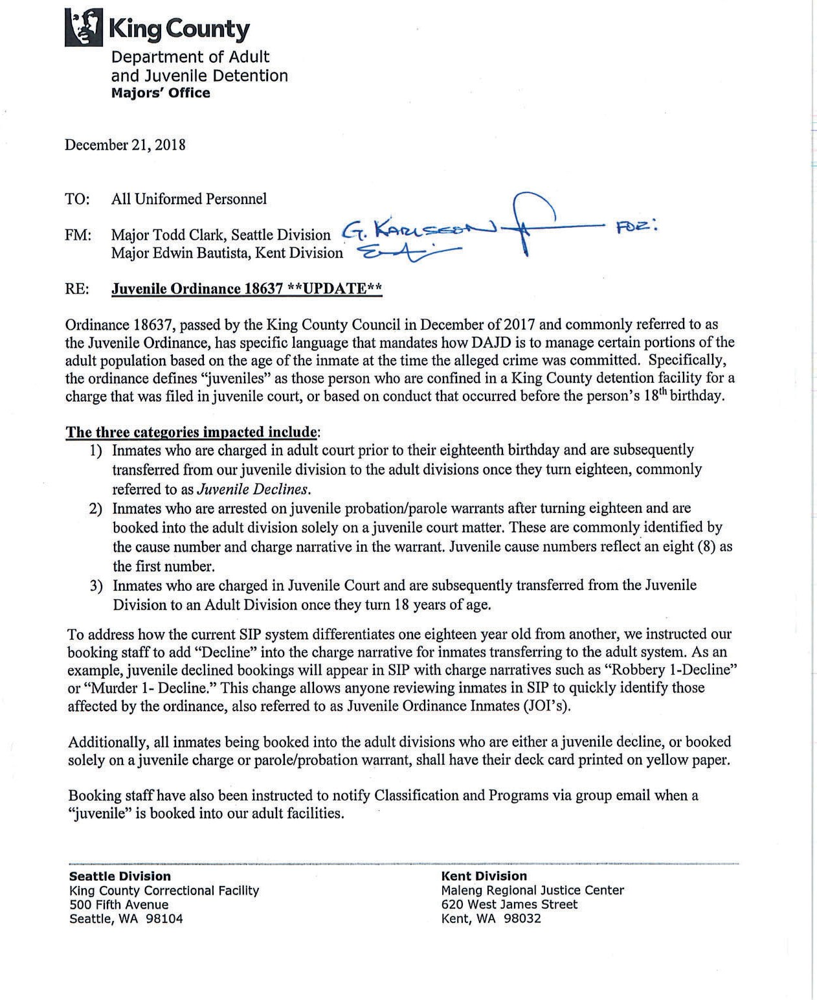 King County
Department of Adult
and Juvenile Detention
Majors' Office
December 21, 2018
TO: All Uniformed Personnel
FM: Major Todd Clark, Seattle Division G. KARLSSON FOR:
Major Edwin Bautista, Kent Division
RE: Juvenile Ordinance 18637 **UPDATE**
Ordinance 18637, passed by the King County Council in December of 2017 and commonly referred to as
the Juvenile Ordinance, has specific language that mandates how DAJD is to manage certain portions of the
adult population based on the age of the inmate at the time the alleged crime was committed. Specifically,
the ordinance defines “juveniles” as those person who are confined in a King County detention facility for a
charge that was filed in juvenile court, or based on conduct that occurred before the person’s 18th birthday.
The three categories impacted include:
1) Inmates who are charged in adult court prior to their eighteenth birthday and are subsequently
transferred from our juvenile division to the adult divisions once they turn eighteen, commonly
referred to as Juvenile Declines.
2) Inmates who are arrested on juvenile probation/parole warrants after turning eighteen and are
booked into the adult division solely on a juvenile court matter. These are commonly identified by
the cause number and charge narrative in the warrant. Juvenile cause numbers reflect an eight (8) as
the first number.
3) Inmates who are charged in Juvenile Court and are subsequently transferred from the Juvenile
Division to an Adult Division once they turn 18 years of age.
To address how the current SIP system differentiates one eighteen year old from another, we instructed our
booking staff to add “Decline” into the charge narrative for inmates transferring to the adult system. As an
example, juvenile declined bookings will appear in SIP with charge narratives such as “Robbery 1-Decline”
or “Murder 1- Decline.” This change allows anyone reviewing inmates in SIP to quickly identify those
affected by the ordinance, also referred to as Juvenile Ordinance Inmates (JOI’s).
Additionally, all inmates being booked into the adult divisions who are either a juvenile decline, or booked
solely on a juvenile charge or parole/probation warrant, shall have their deck card printed on yellow paper.
Booking staff have also been instructed to notify Classification and Programs via group email when a
“juvenile” is booked into our adult facilities.
Seattle Division
King County Correctional Facility
500 Fifth Avenue
Seattle, WA 98104
Kent Division
Maleng Regional Justice Center
620 West James Street
Kent, WA 98032